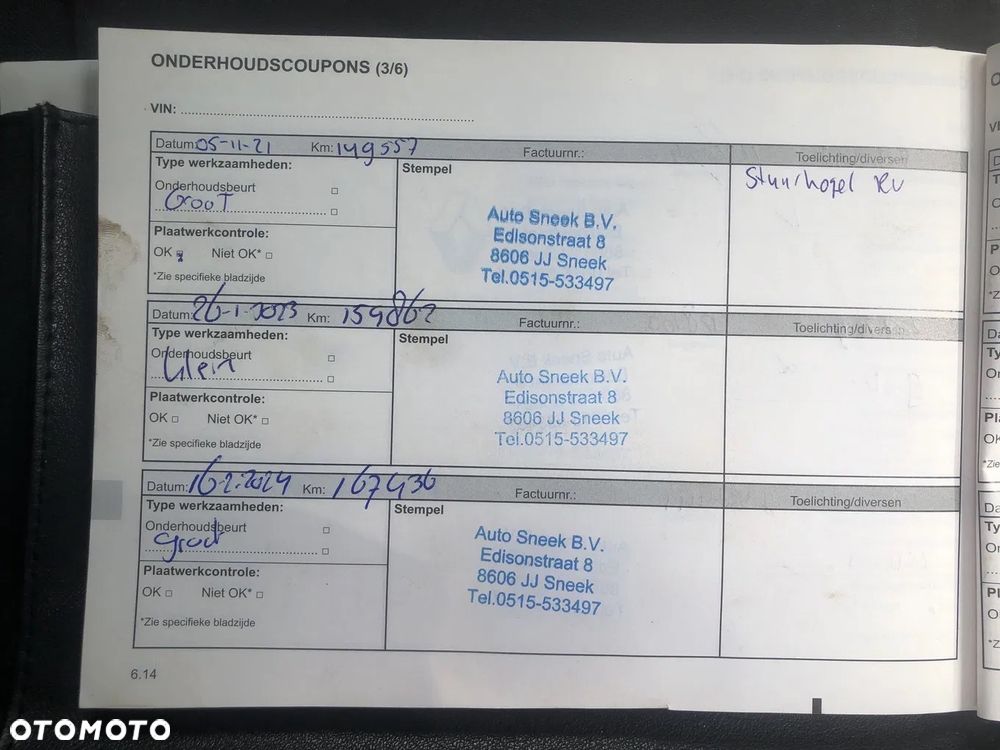 ONDERHOUDSCOUPONS (3/6)
VIN:
Datum: 05-11-21 Km: 149557 Factuurnr.: Toelichting/diversen
Type werkzaamheden: Stempel Stuurkogel RV
Onderhoudsbeurt
Groot
Plaatwerkcontrole:
OK Niet OK*
*Zie specifieke bladzijde
Auto Sneek B.V.
Edisonstraat 8
8606 JJ Sneek
Tel.0515-533497
Datum: 26-1-2023 Km: 159862 Factuurnr.: Toelichting/diversen
Type werkzaamheden: Stempel
Onderhoudsbeurt
Klein
Plaatwerkcontrole:
OK Niet OK*
*Zie specifieke bladzijde
Auto Sneek B.V.
Edisonstraat 8
8606 JJ Sneek
Tel.0515-533497
Datum: 16-2-2024 Km: 167436 Factuurnr.: Toelichting/diversen
Type werkzaamheden: Stempel
Onderhoudsbeurt
Groot
Plaatwerkcontrole:
OK Niet OK*
*Zie specifieke bladzijde
Auto Sneek B.V.
Edisonstraat 8
8606 JJ Sneek
Tel.0515-533497
6.14
OTOMOTO